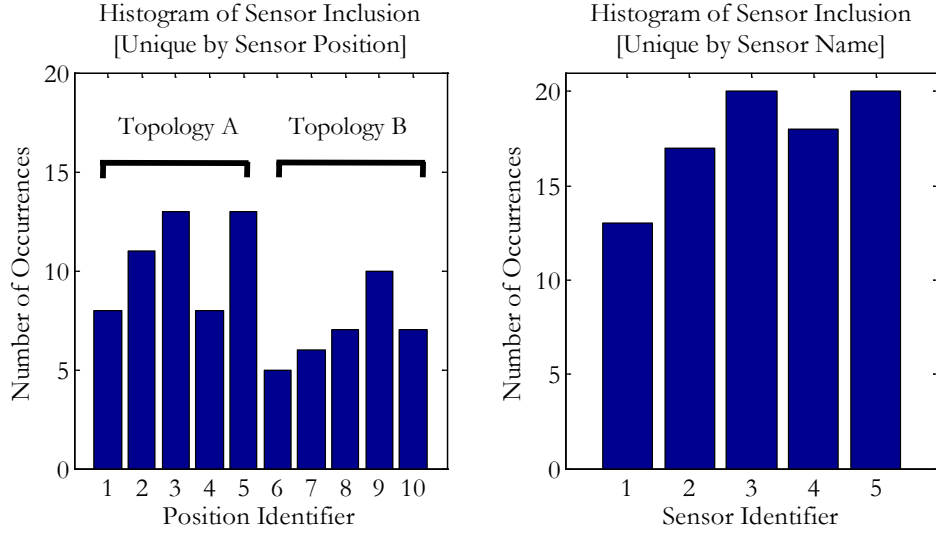 Histogram of Sensor Inclusion
[Unique by Sensor Position]
20
15
10
5
0
Number of Occurrences
Topology A
Topology B
1 2 3 4 5 6 7 8 9 10
Position Identifier
Histogram of Sensor Inclusion
[Unique by Sensor Name]
20
15
10
5
0
Number of Occurrences
1 2 3 4 5
Sensor Identifier